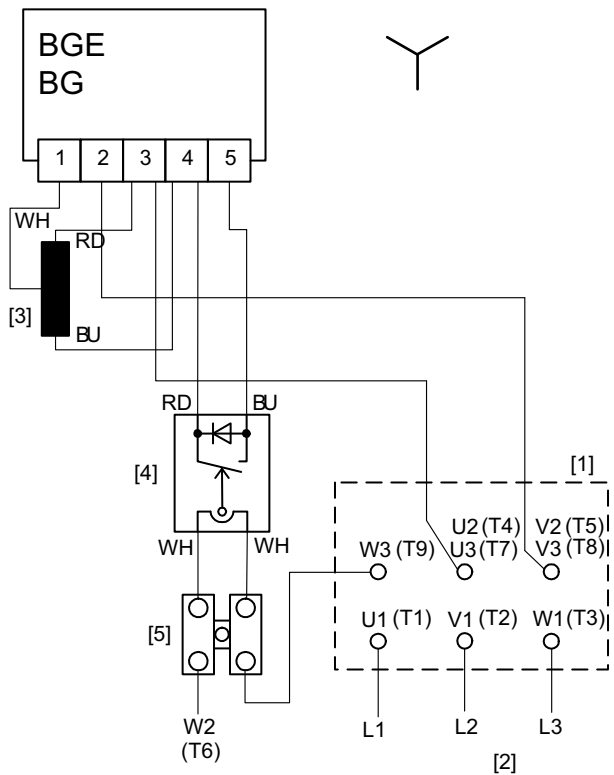 BGE
BG
1 2 3 4 5
WH
RD
[3]
BU
RD BU
[4]
[1]
WH WH
U2 (T4) V2 (T5)
W3 (T9) U3 (T7) V3 (T8)
[5]
U1 (T1) V1 (T2) W1 (T3)
W2
(T6)
L1 L2 L3
[2]